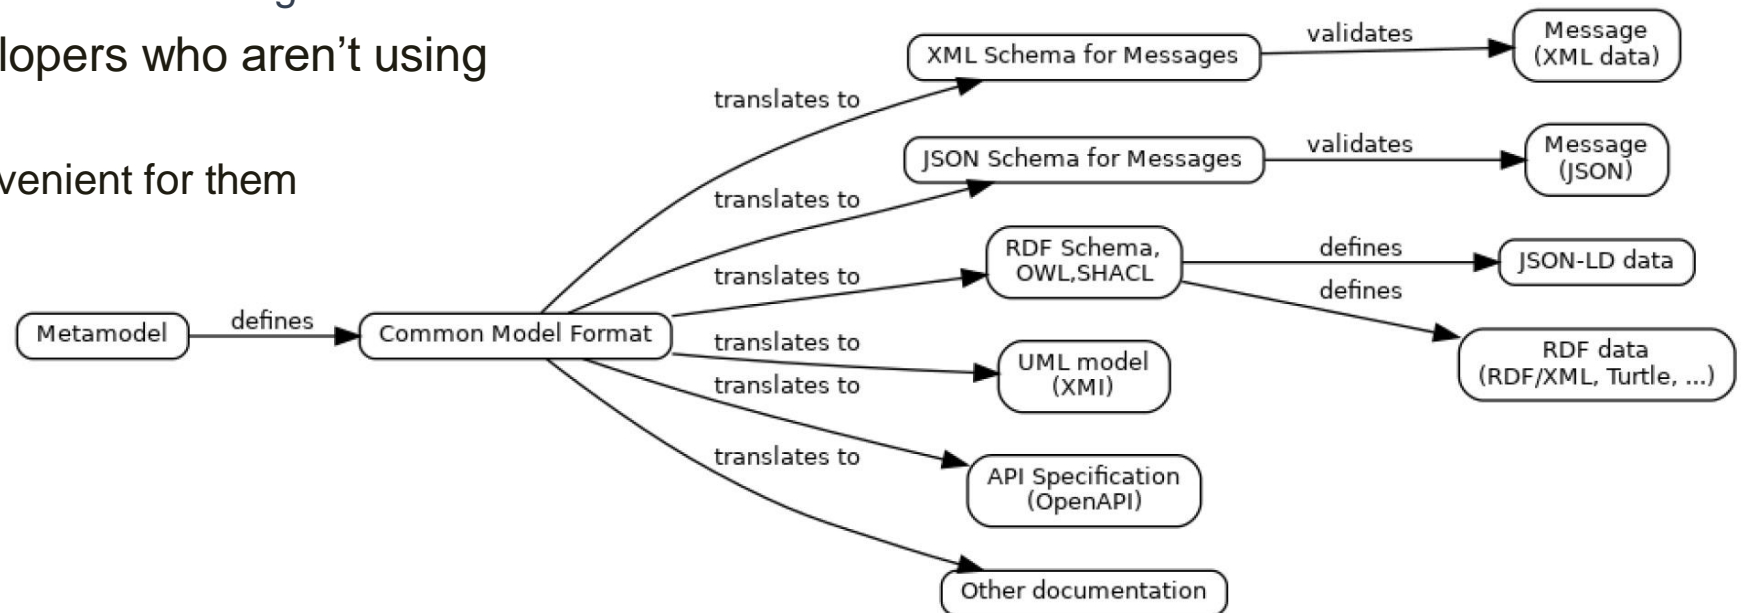 lopers who aren’t using
venient for them
XML Schema for Messages
validates
Message
(XML data)
translates to
JSON Schema for Messages
validates
Message
(JSON)
translates to
RDF Schema,
OWL,SHACL
defines
JSON-LD data
translates to
defines
RDF data
(RDF/XML, Turtle, ...)
Metamodel
defines
Common Model Format
translates to
UML model
(XMI)
translates to
API Specification
(OpenAPI)
translates to
Other documentation